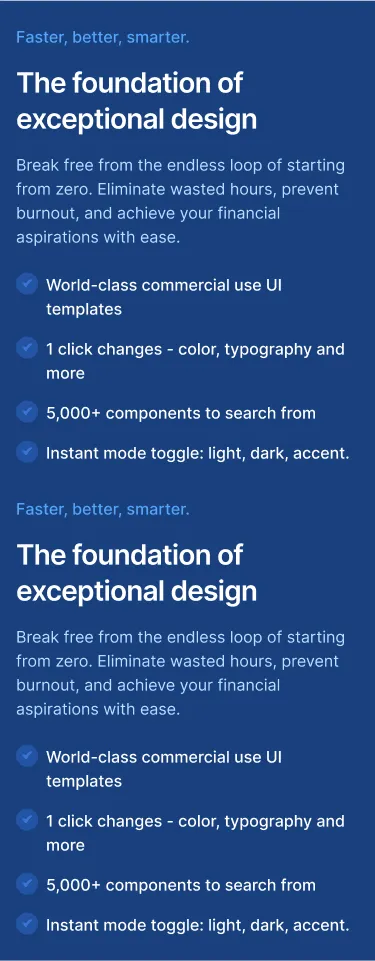 Faster, better, smarter.
The foundation of
exceptional design
Break free from the endless loop of starting
from zero. Eliminate wasted hours, prevent
burnout, and achieve your financial
aspirations with ease.
World-class commercial use UI
templates
1 click changes - color, typography and
more
5,000+ components to search from
Instant mode toggle: light, dark, accent.
Faster, better, smarter.
The foundation of
exceptional design
Break free from the endless loop of starting
from zero. Eliminate wasted hours, prevent
burnout, and achieve your financial
aspirations with ease.
World-class commercial use UI
templates
1 click changes - color, typography and
more
5,000+ components to search from
Instant mode toggle: light, dark, accent.